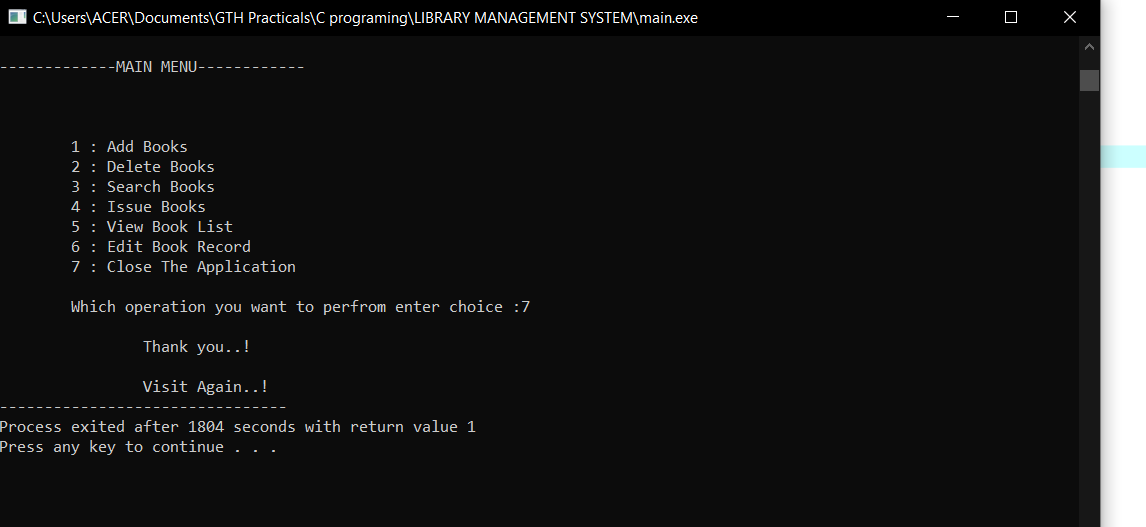 C:\Users\ACER\Documents\GTH Practicals\C programing\LIBRARY MANAGEMENT SYSTEM\main.exe
-------------MAIN MENU------------
1 : Add Books
2 : Delete Books
3 : Search Books
4 : Issue Books
5 : View Book List
6 : Edit Book Record
7 : Close The Application
Which operation you want to perfrom enter choice :7
Thank you..!
Visit Again..!
--------------------------------
Process exited after 1804 seconds with return value 1
Press any key to continue . . .